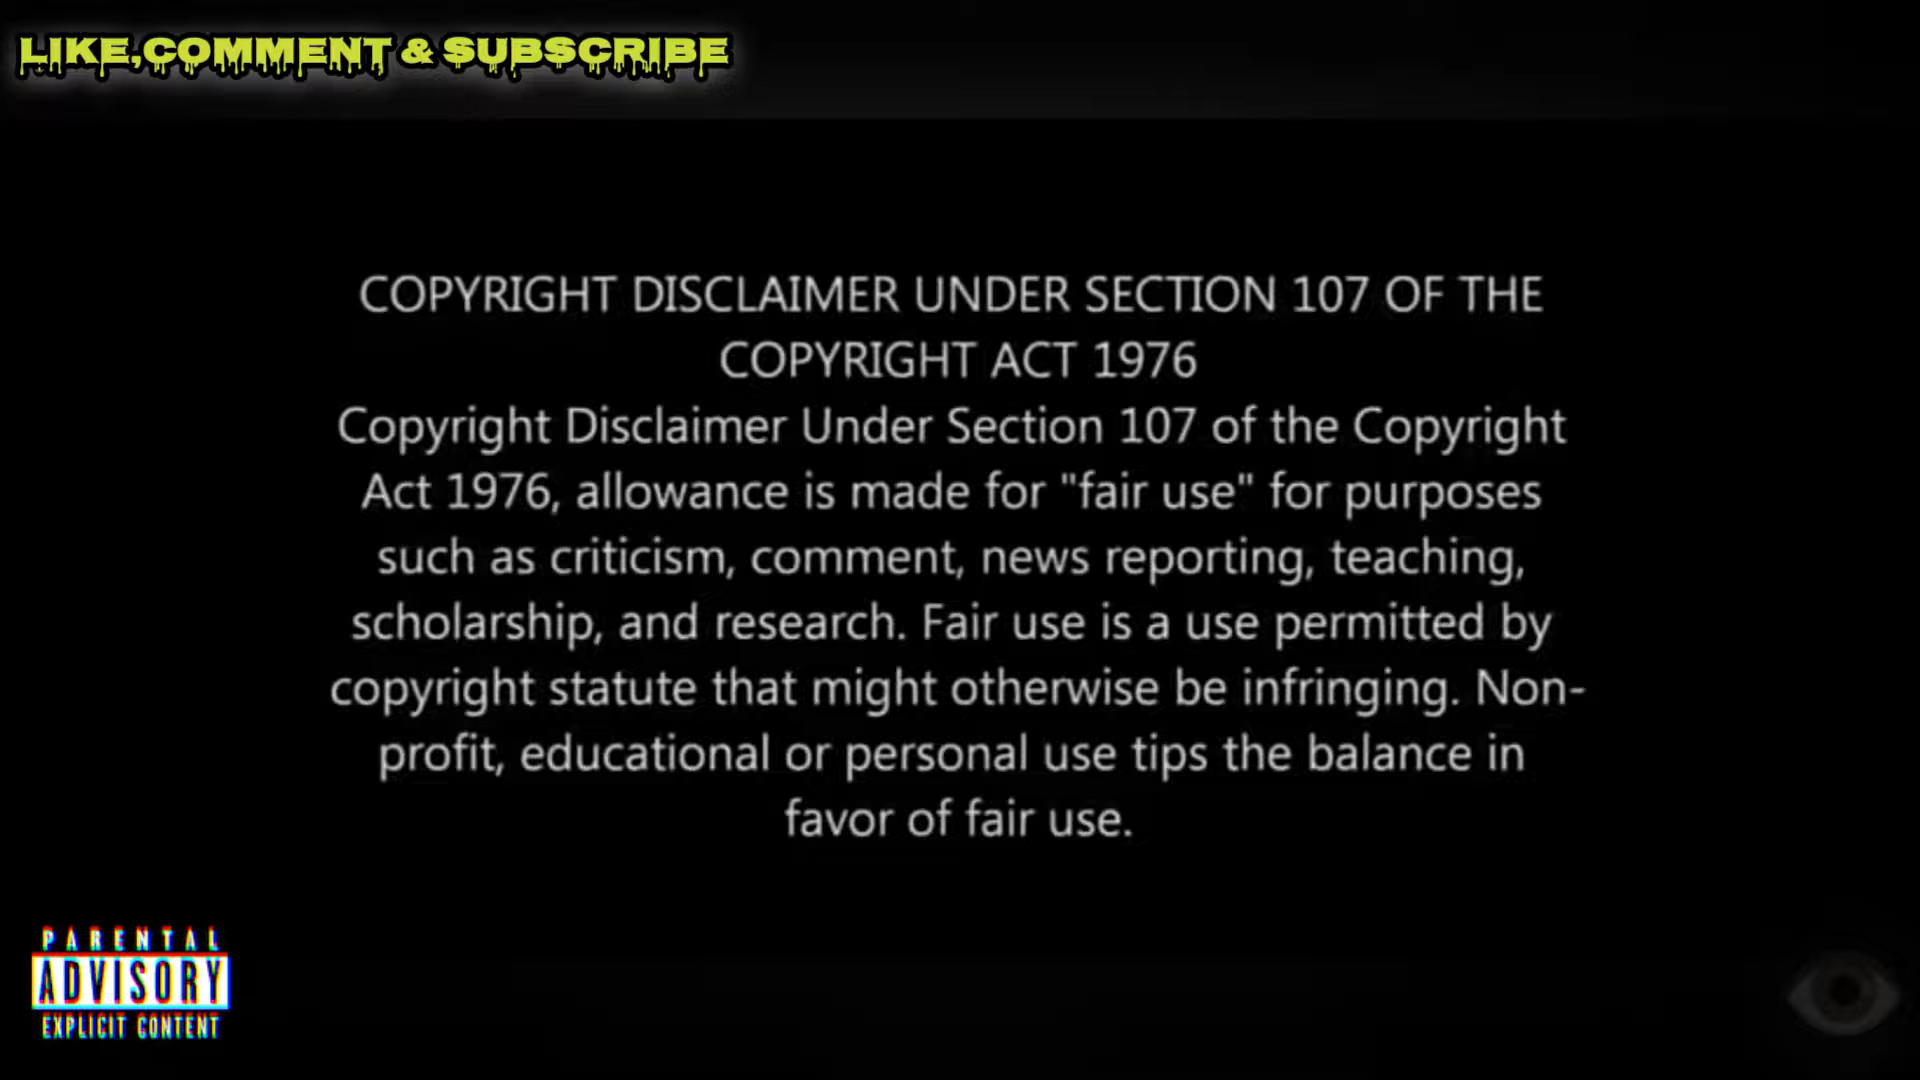 LIKE,COMMENT & SUBSCRIBE
COPYRIGHT DISCLAIMER UNDER SECTION 107 OF THE
COPYRIGHT ACT 1976
Copyright Disclaimer Under Section 107 of the Copyright
Act 1976, allowance is made for "fair use" for purposes
such as criticism, comment, news reporting, teaching,
scholarship, and research. Fair use is a use permitted by
copyright statute that might otherwise be infringing. Non-
profit, educational or personal use tips the balance in
favor of fair use.
PARENTAL
ADVISORY
EXPLICIT CONTENT